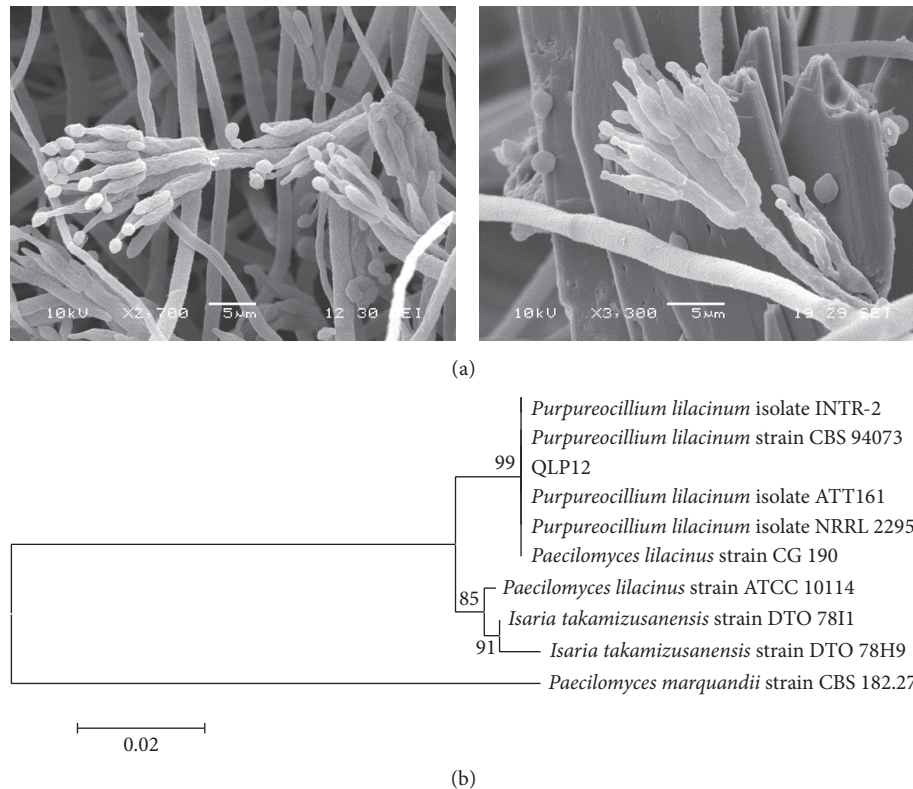 10kV X2,700 5μm 12 30 SEI
10kV X3,300 5μm 19 29 SEI
(a)
Purpureocillium lilacinum isolate INTR-2
Purpureocillium lilacinum strain CBS 94073
99
QLP12
Purpureocillium lilacinum isolate ATT161
Purpureocillium lilacinum isolate NRRL 2295
Paecilomyces lilacinus strain CG 190
Paecilomyces lilacinus strain ATCC 10114
85
Isaria takamizusanensis strain DTO 78I1
91
Isaria takamizusanensis strain DTO 78H9
Paecilomyces marquandii strain CBS 182.27
0.02
(b)